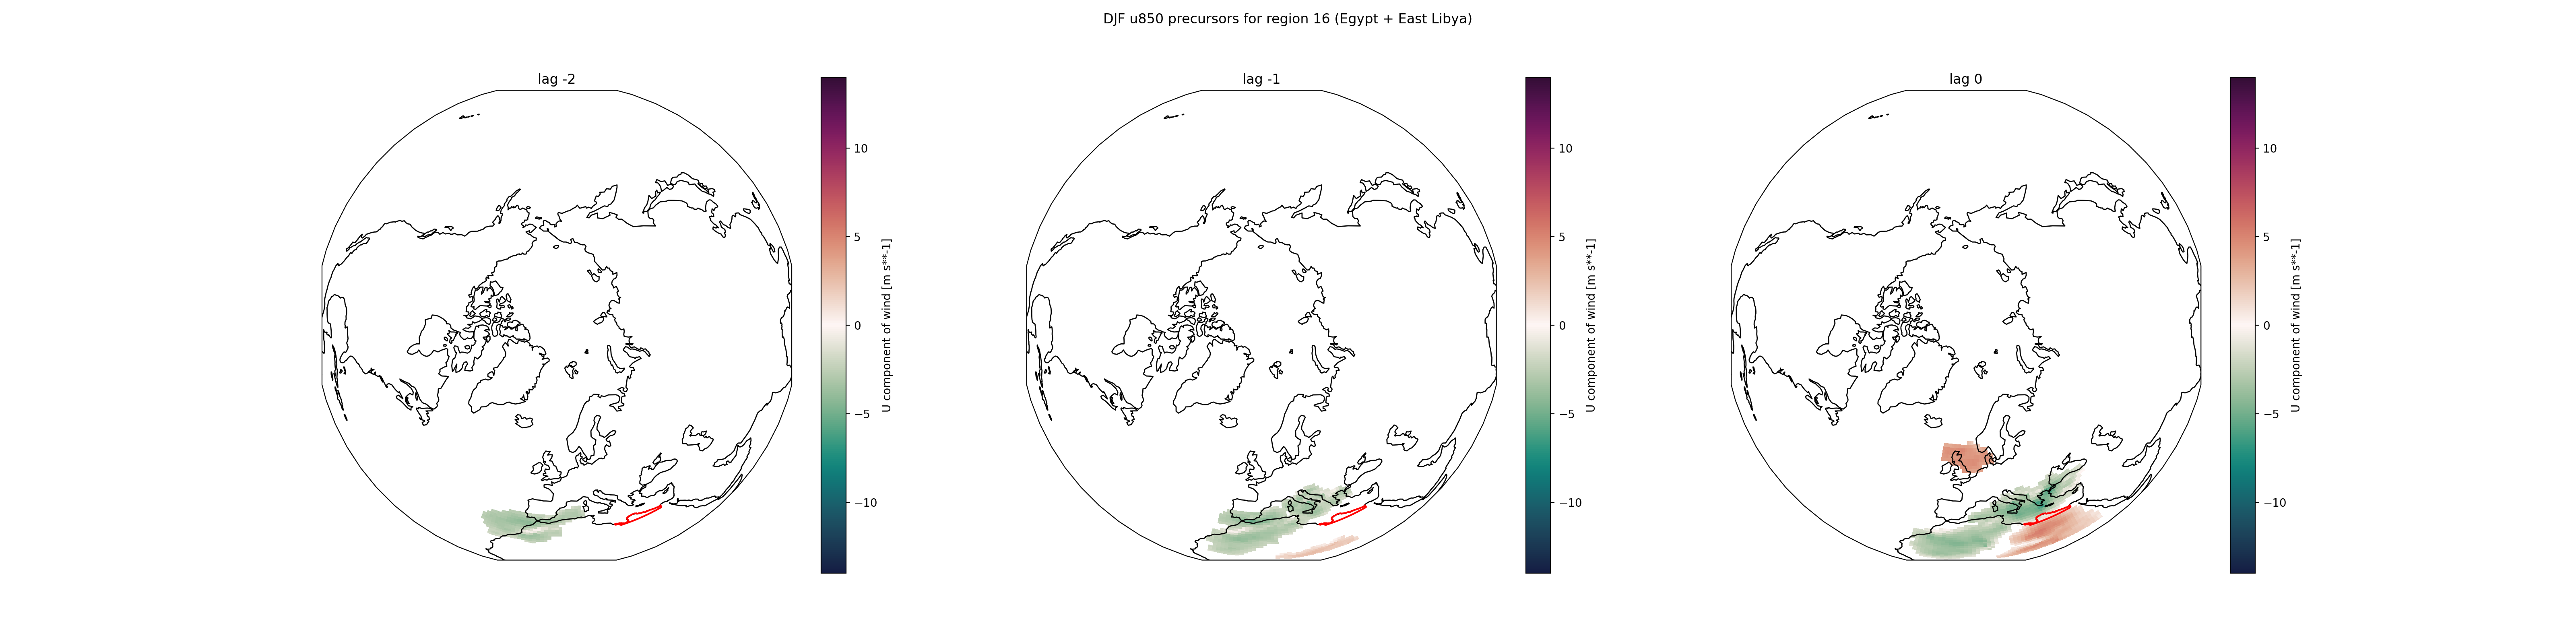 DJF u850 precursors for region 16 (Egypt + East Libya)
lag -2
10
5
0
−5
−10
U component of wind [m s**-1]
lag -1
10
5
0
−5
−10
U component of wind [m s**-1]
lag 0
10
5
0
−5
−10
U component of wind [m s**-1]